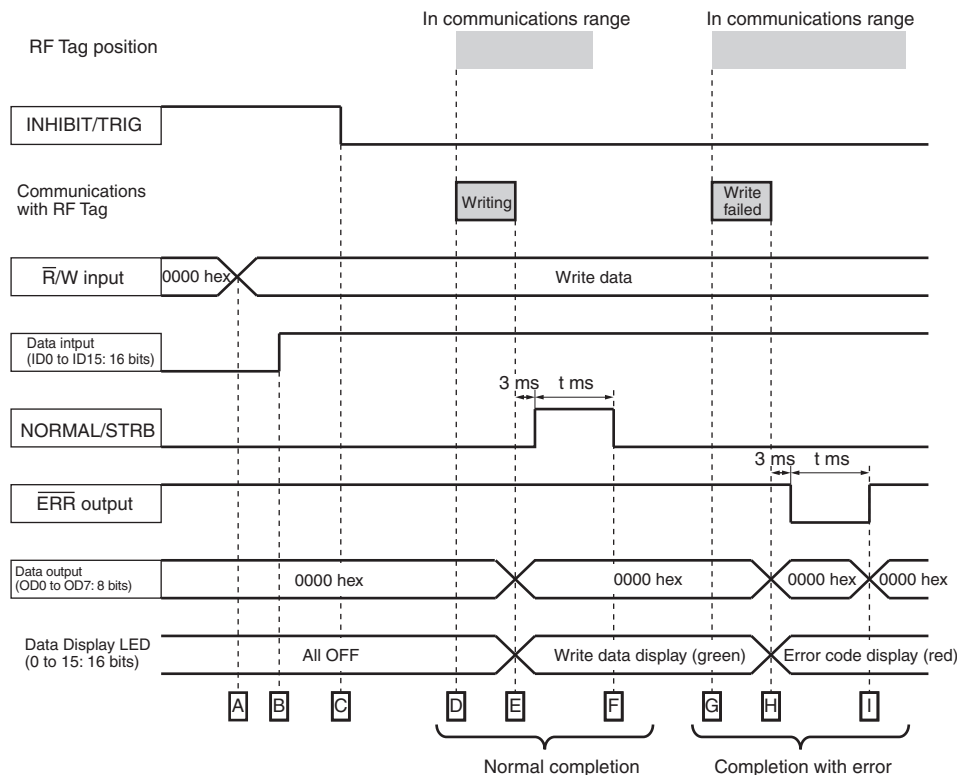 In communications range
In communications range
RF Tag position
INHIBIT/TRIG
Communications
with RF Tag
Writing
Write
failed
R̅/W input
0000 hex
Write data
Data intput
(ID0 to ID15: 16 bits)
3 ms
t ms
NORMAL/STRB
3 ms
t ms
E̅R̅R̅ output
Data output
(OD0 to OD7: 8 bits)
0000 hex
0000 hex
0000 hex
0000 hex
Data Display LED
(0 to 15: 16 bits)
All OFF
Write data display (green)
Error code display (red)
A
B
C
D
E
F
G
H
I
Normal completion
Completion with error